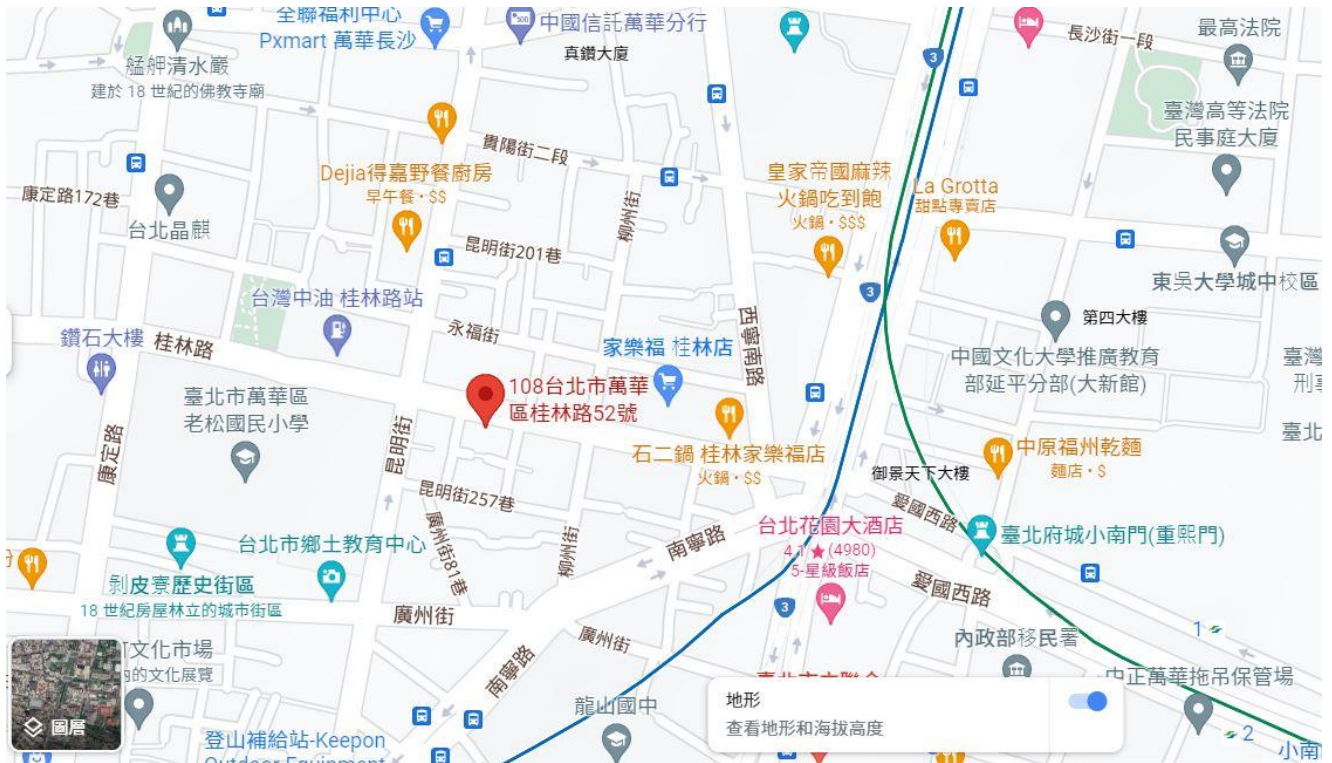 全聯福利中心
Pxmart 萬華長沙
中國信託萬華分行
真鑽大廈
3
長沙街一段
最高法院
艋舺清水巖
建於 18 世紀的佛教寺廟
臺灣高等法院
民事庭大廈
貴陽街二段
Dejia得嘉野餐廚房
早午餐・$$
皇家帝國麻辣
火鍋吃到飽
火鍋・$$$
La Grotta
甜點專賣店
康定路172巷
台北晶麒
柳州街
昆明街201巷
東吳大學城中校區
台灣中油 桂林路站
3
西寧南路
第四大樓
永福街
鑽石大樓
桂林路
家樂福 桂林店
中國文化大學推廣教育
部延平分部(大新館)
臺灣
臺北市萬華區
老松國民小學
108台北市萬華
區桂林路52號
臺北
康定路
昆明街
石二鍋 桂林家樂福店
火鍋・$$
中原福州乾麵
麵店・$
御景天下大樓
昆明街257巷
愛國西路
廣州街81巷
柳州街
南寧路
台北花園大酒店
4.1★(4980)
5-星級飯店
臺北府城小南門(重熙門)
台北市鄉土教育中心
剝皮寮歷史街區
18 世紀房屋林立的城市街區
愛國西路
3
廣州街
廣州街
內政部移民署
1
文化市場
的文化展覽
南寧路
中正萬華拖吊保管場
地形
查看地形和海拔高度
龍山國中
圖層
登山補給站-Keepon
Outdoor Equipment
2
小南